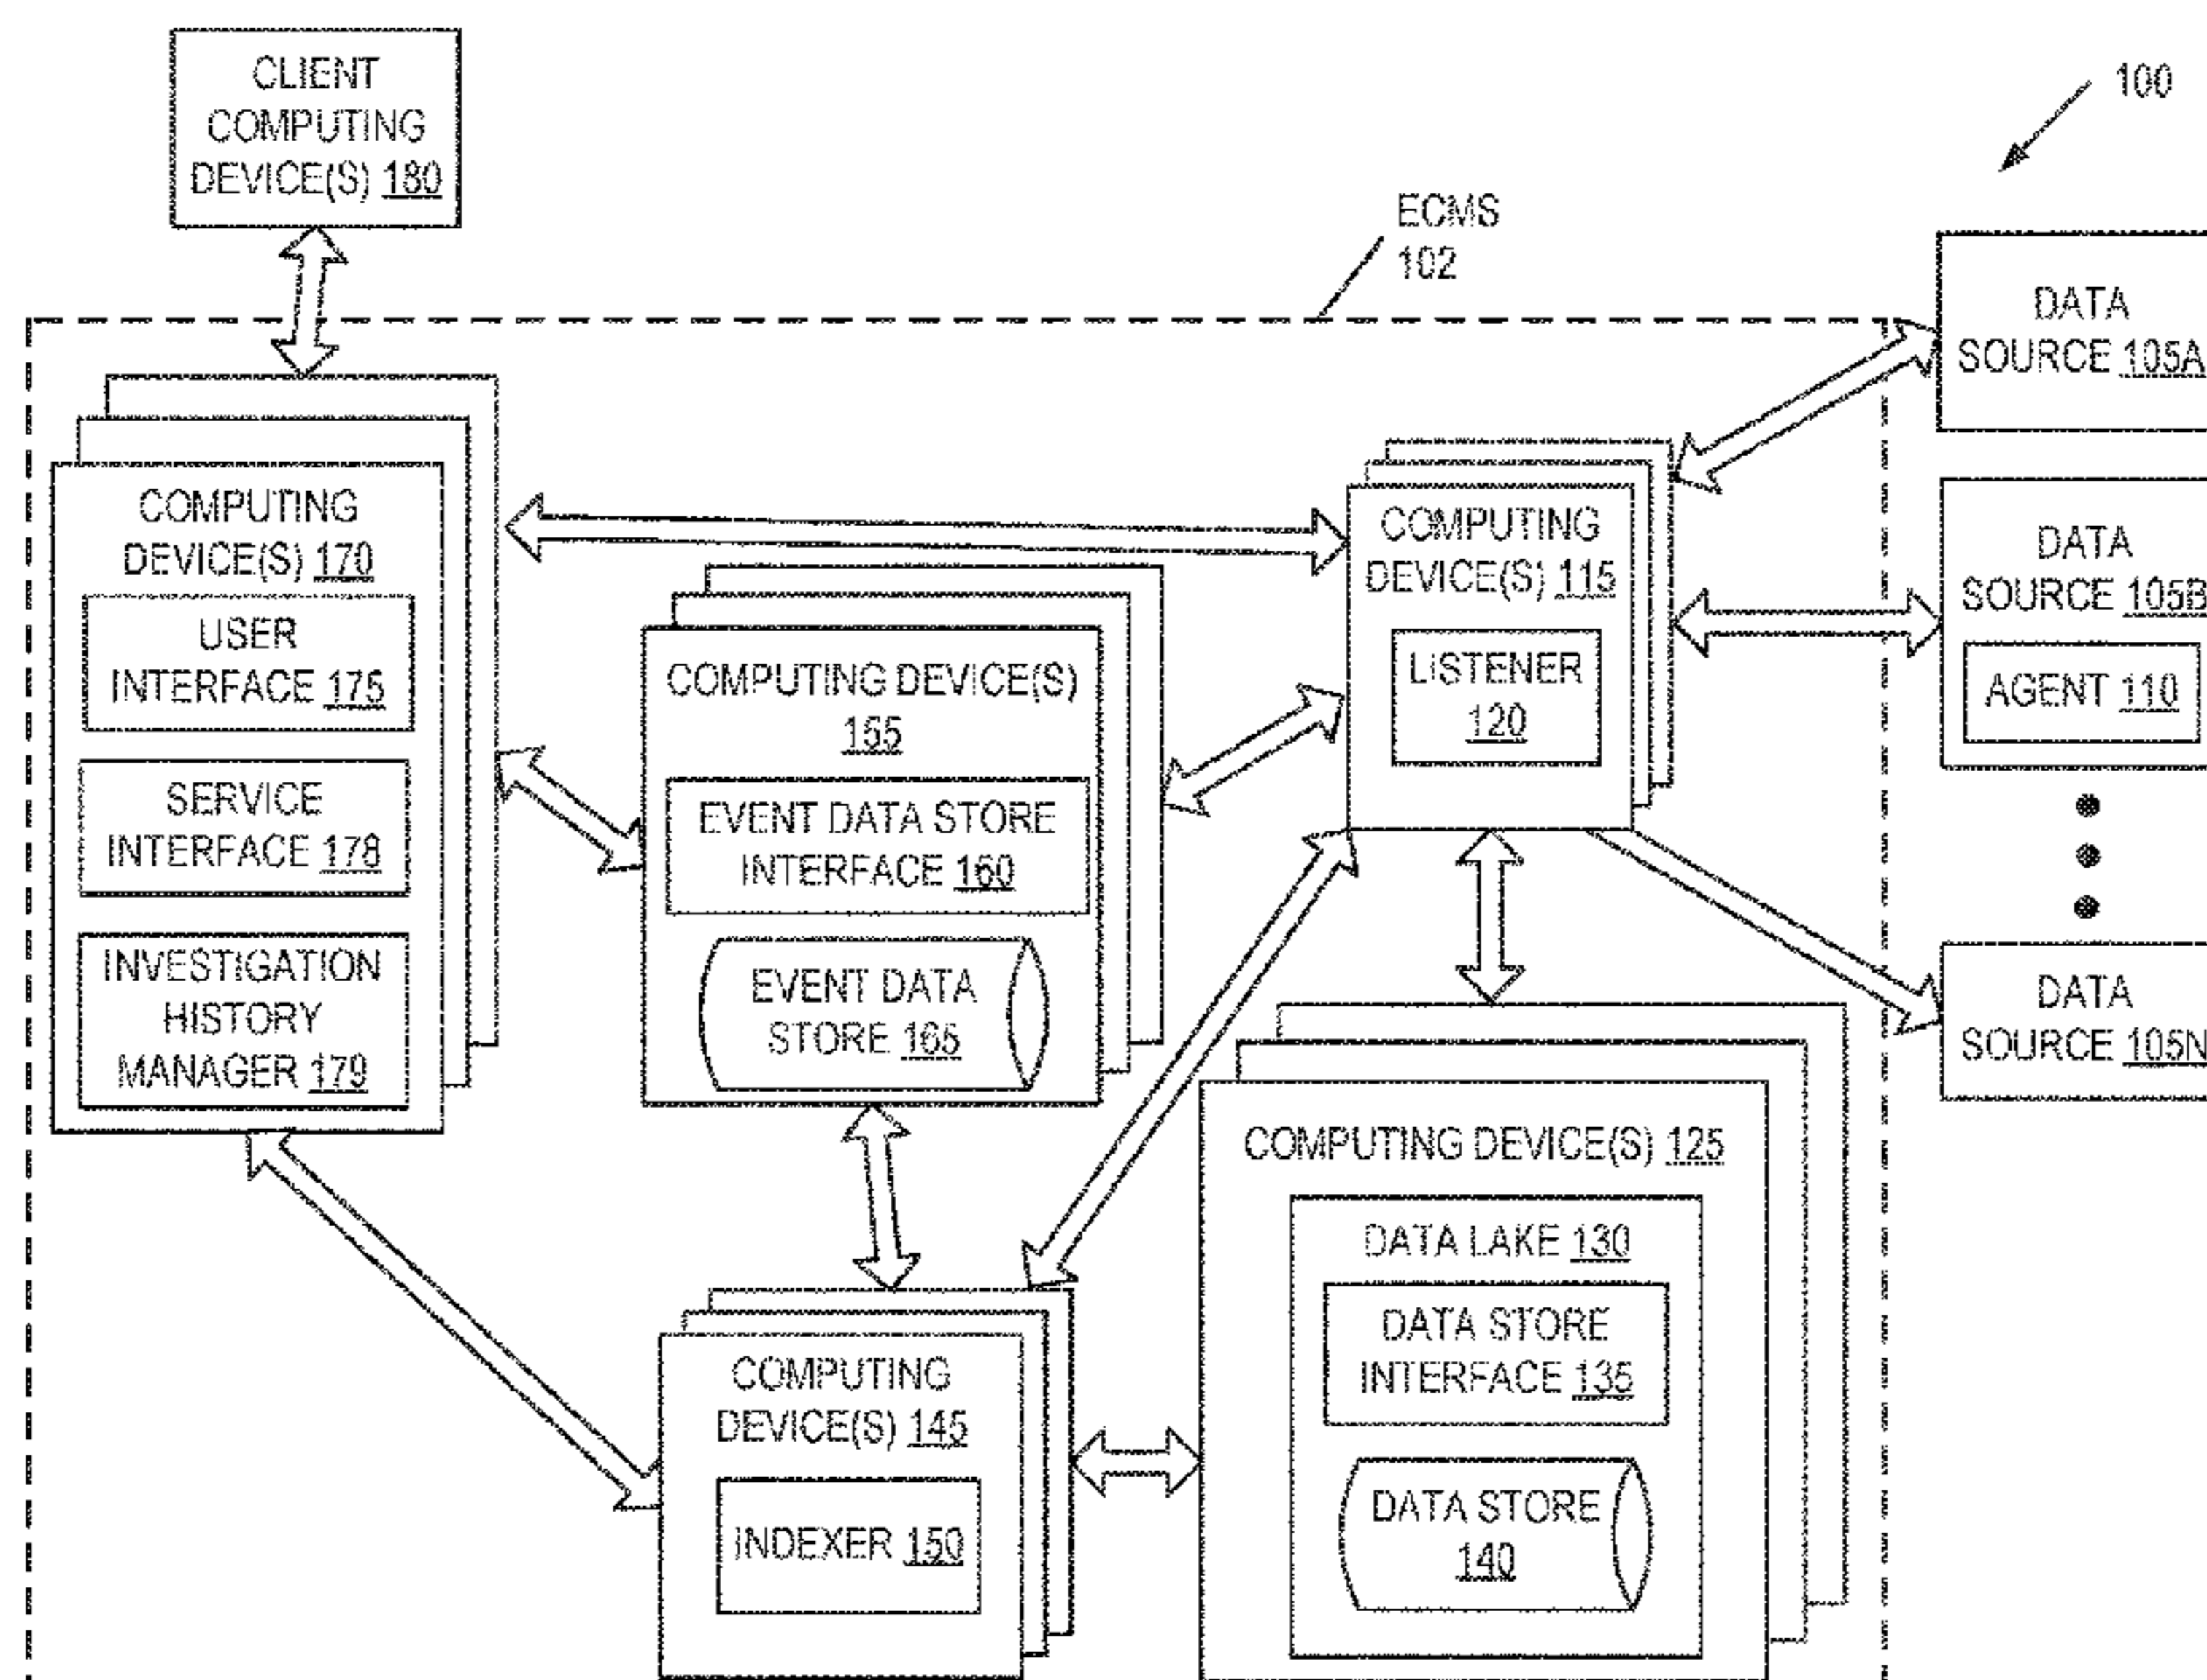 CLIENT
COMPUTING
DEVICE(S) 180
100
ECMS
102
DATA
SOURCE 105A
COMPUTING
DEVICE(S) 170
USER
INTERFACE 175
SERVICE
INTERFACE 178
INVESTIGATION
HISTORY
MANAGER 179
COMPUTING DEVICE(S)
155
EVENT DATA STORE
INTERFACE 160
EVENT DATA
STORE 165
COMPUTING
DEVICE(S) 115
LISTENER
120
DATA
SOURCE 105B
AGENT 110
DATA
SOURCE 105N
COMPUTING DEVICE(S) 125
DATA LAKE 130
DATA STORE
INTERFACE 135
DATA STORE
140
COMPUTING
DEVICE(S) 145
INDEXER 150